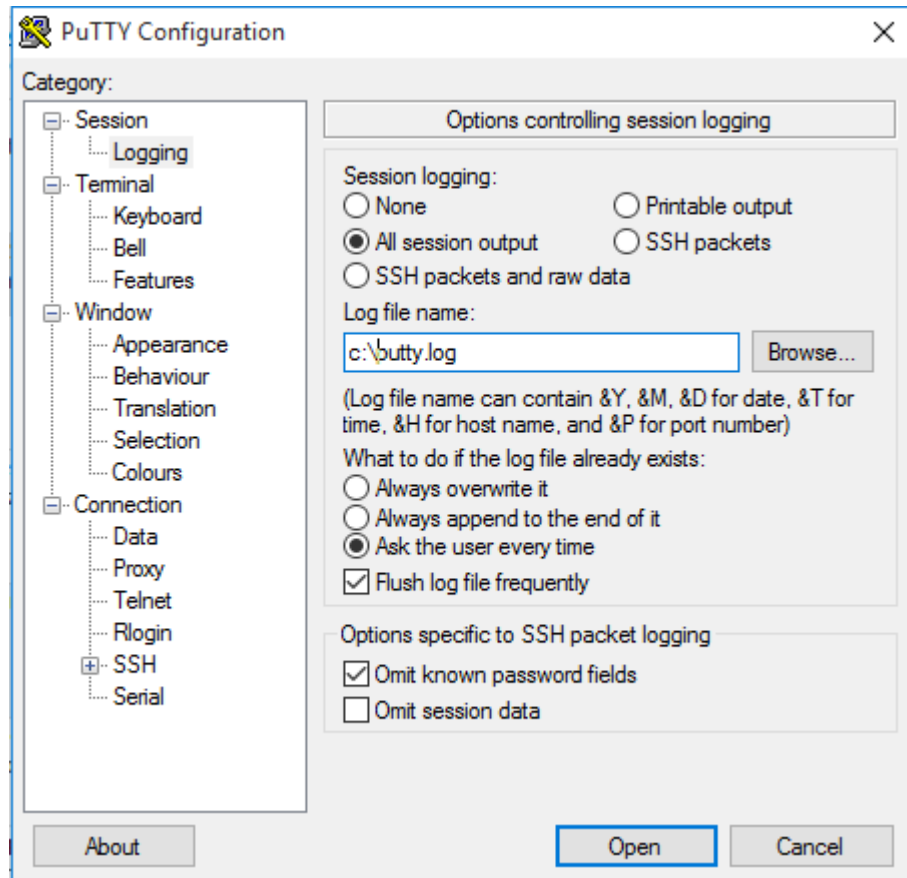 PuTTY Configuration
Category:
Session
Logging
Terminal
Keyboard
Bell
Features
Window
Appearance
Behaviour
Translation
Selection
Colours
Connection
Data
Proxy
Telnet
Rlogin
SSH
Serial
Options controlling session logging
Session logging:
None
Printable output
All session output
SSH packets
SSH packets and raw data
Log file name:
c:\putty.log
Browse...
(Log file name can contain &Y, &M, &D for date, &T for
time, &H for host name, and &P for port number)
What to do if the log file already exists:
Always overwrite it
Always append to the end of it
Ask the user every time
Flush log file frequently
Options specific to SSH packet logging
Omit known password fields
Omit session data
About
Open
Cancel